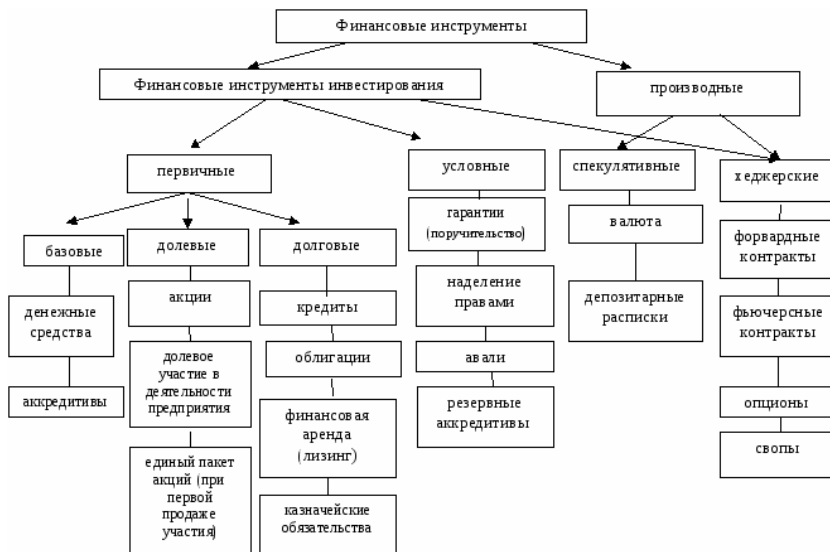 Финансовые инструменты
Финансовые инструменты инвестирования
производные
первичные
условные
спекулятивные
хеджерские
базовые
долевые
долговые
гарантии
(поручительство)
валюта
форвардные
контракты
денежные
средства
акции
кредиты
наделение
правами
депозитарные
расписки
фьючерсные
контракты
аккредитивы
долевое
участие в
деятельности
предприятия
облигации
авали
опционы
финансовая
аренда
(лизинг)
резервные
аккредитивы
свопы
единый пакет
акций (при
первой
продаже
участия)
казначейские
обязательства